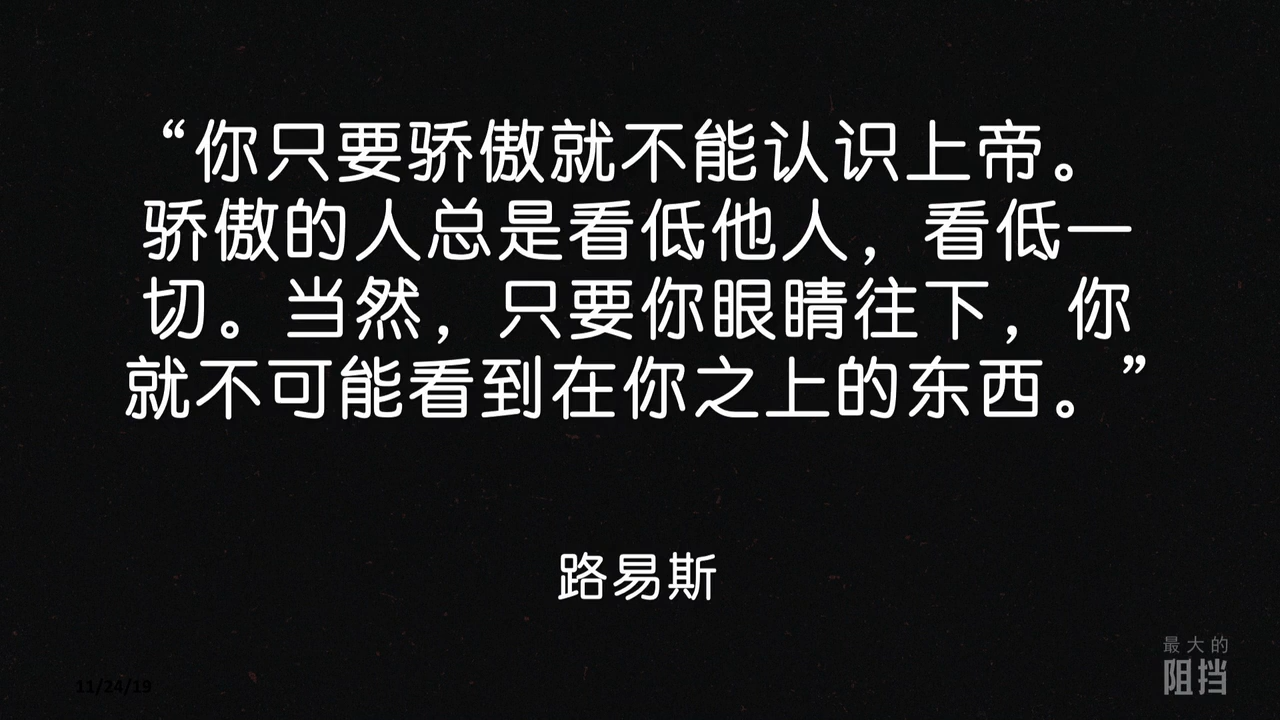 “你只要骄傲就不能认识上帝。
骄傲的人总是看低他人，看低一
切。当然，只要你眼睛往下，你
就不可能看到在你之上的东西。”
路易斯
最大的
阻挡
11/24/19